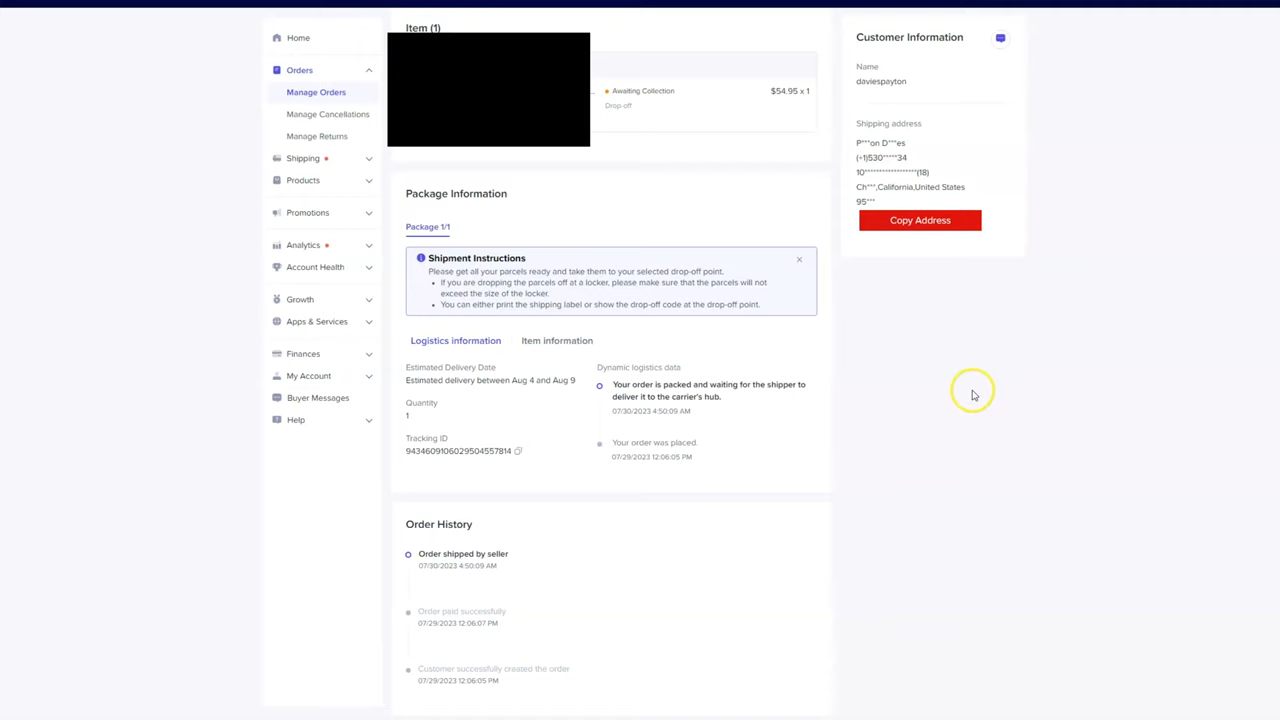 Home
Orders
Manage Orders
Manage Cancellations
Manage Returns
Shipping
Products
Promotions
Analytics
Account Health
Growth
Apps & Services
Finances
My Account
Buyer Messages
Help
Item (1)
Awaiting Collection
$54.95 x 1
Drop off
Package Information
Package 1/1
Shipment Instructions
Please get all your parcels ready and take them to your selected drop-off point.
If you are dropping the parcels off at a locker, please make sure that the parcels will not
exceed the size of the locker.
You can either print the shipping label or show the drop-off code at the drop-off point.
Logistics information
Item information
Estimated Delivery Date
Estimated delivery between Aug 4 and Aug 9
Quantity
1
Tracking ID
9434609106029504557814
Dynamic logistics data
Your order is packed and waiting for the shipper to
deliver it to the carrier's hub.
07/30/2023 4:50:09 AM
Your order was placed.
07/29/2023 12:06:05 PM
Order History
Order shipped by seller
07/30/2023 4:50:09 AM
Order paid successfully
07/29/2023 12:06:07 PM
Customer successfully created the order
07/29/2023 12:06:05 PM
Customer Information
Name
daviespayton
Shipping address
P***on D***es
(+1)530*****34
10******************(18)
Ch***,California,United States
95***
Copy Address